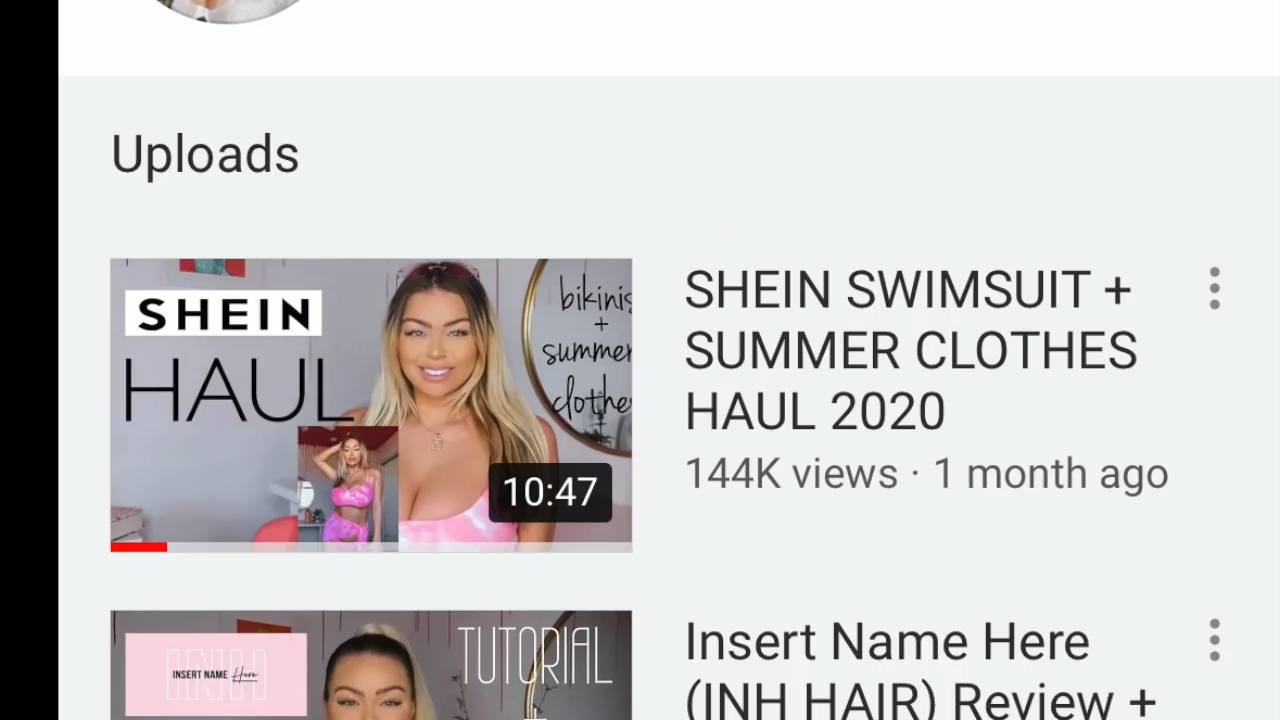 Uploads
SHEIN
HAUL
bikinis
+
summer
clothes
10:47
SHEIN SWIMSUIT +
SUMMER CLOTHES
HAUL 2020
144K views · 1 month ago
INH
INSERT NAME Here
TUTORIAL
+
Insert Name Here
(INH HAIR) Review +